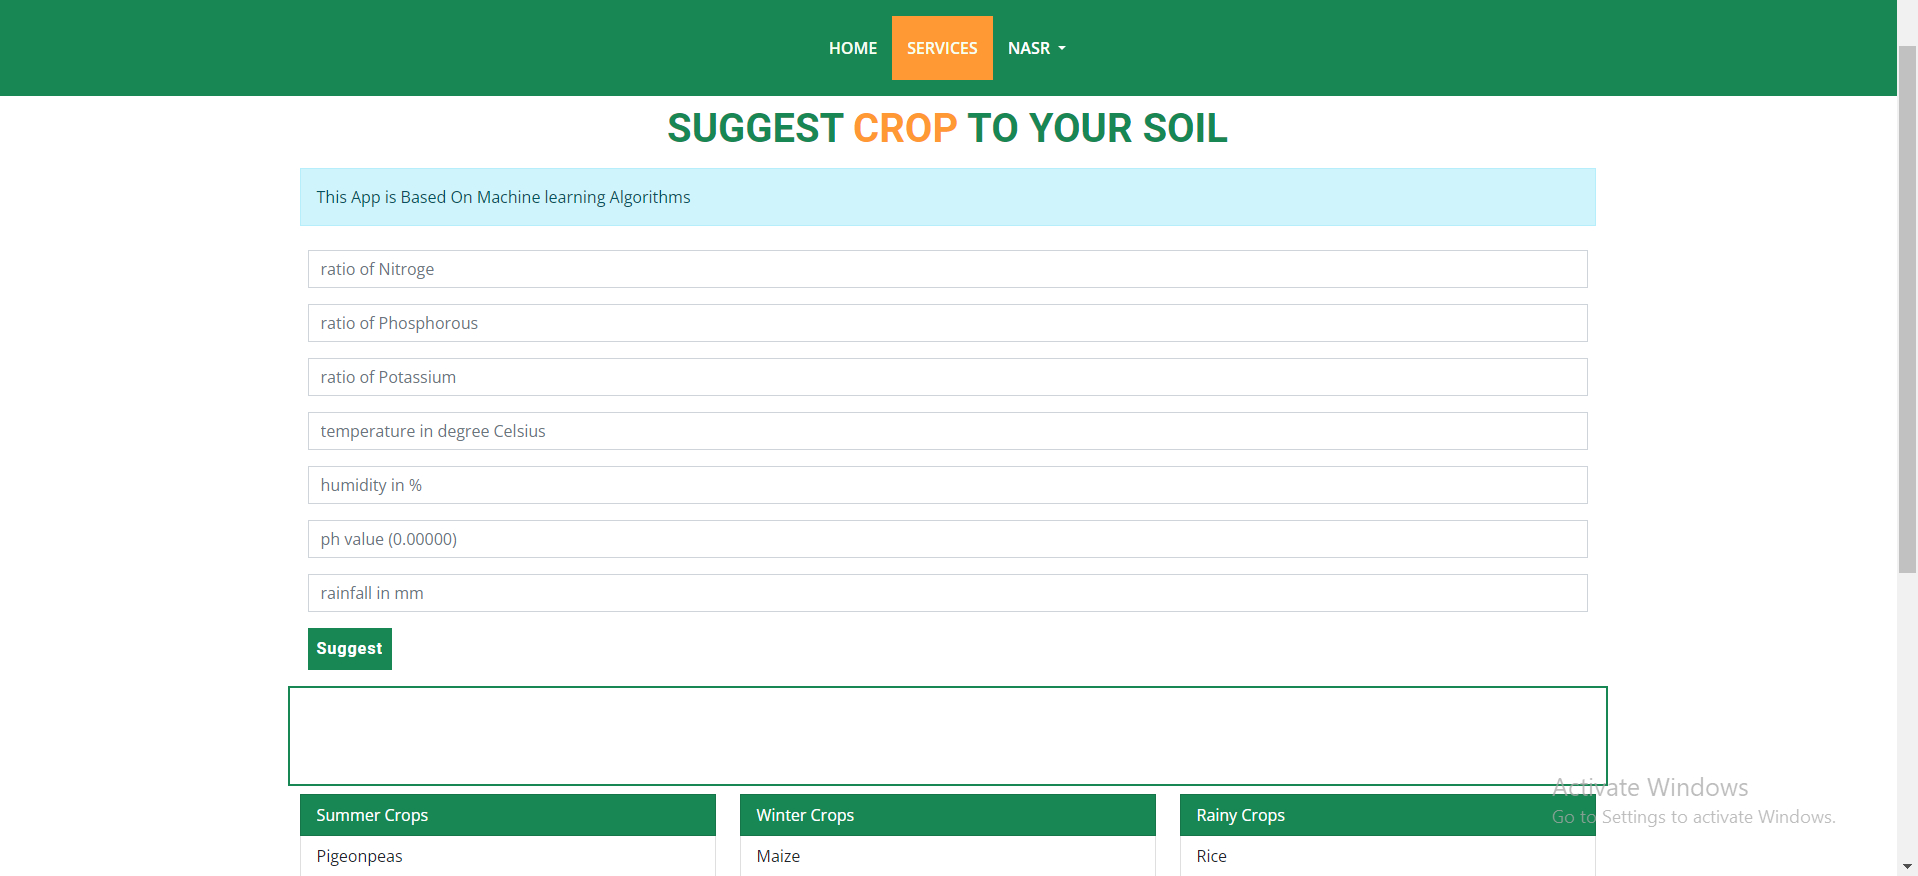 HOME SERVICES NASR
SUGGEST CROP TO YOUR SOIL
This App is Based On Machine learning Algorithms
ratio of Nitroge
ratio of Phosphorous
ratio of Potassium
temperature in degree Celsius
humidity in %
ph value (0.00000)
rainfall in mm
Suggest
Activate Windows
Go to Settings to activate Windows.
Summer Crops Winter Crops Rainy Crops
Pigeonpeas Maize Rice